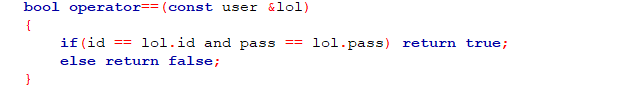 bool operator==(const user &lol)
{
if(id == lol.id and pass == lol.pass) return true;
else return false;
}